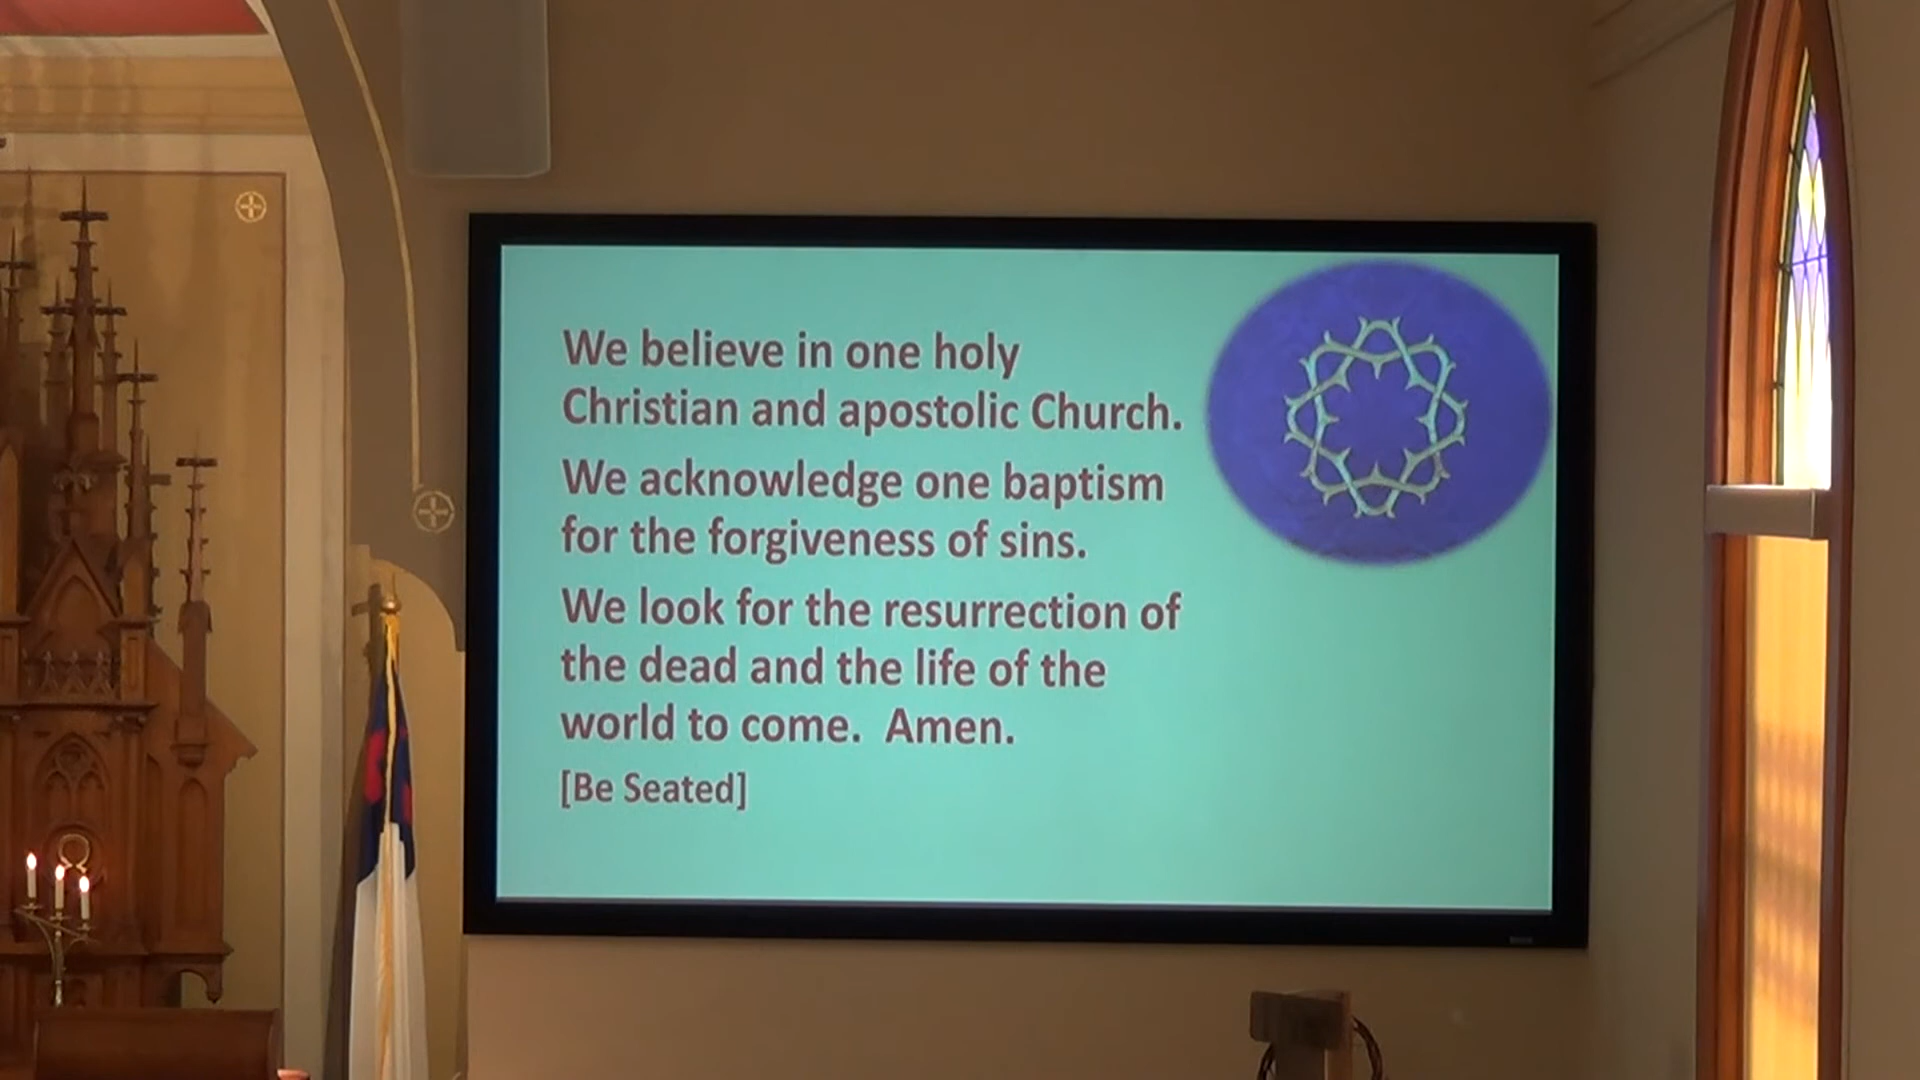 We believe in one holy
Christian and apostolic Church.
We acknowledge one baptism
for the forgiveness of sins.
We look for the resurrection of
the dead and the life of the
world to come.  Amen.
[Be Seated]